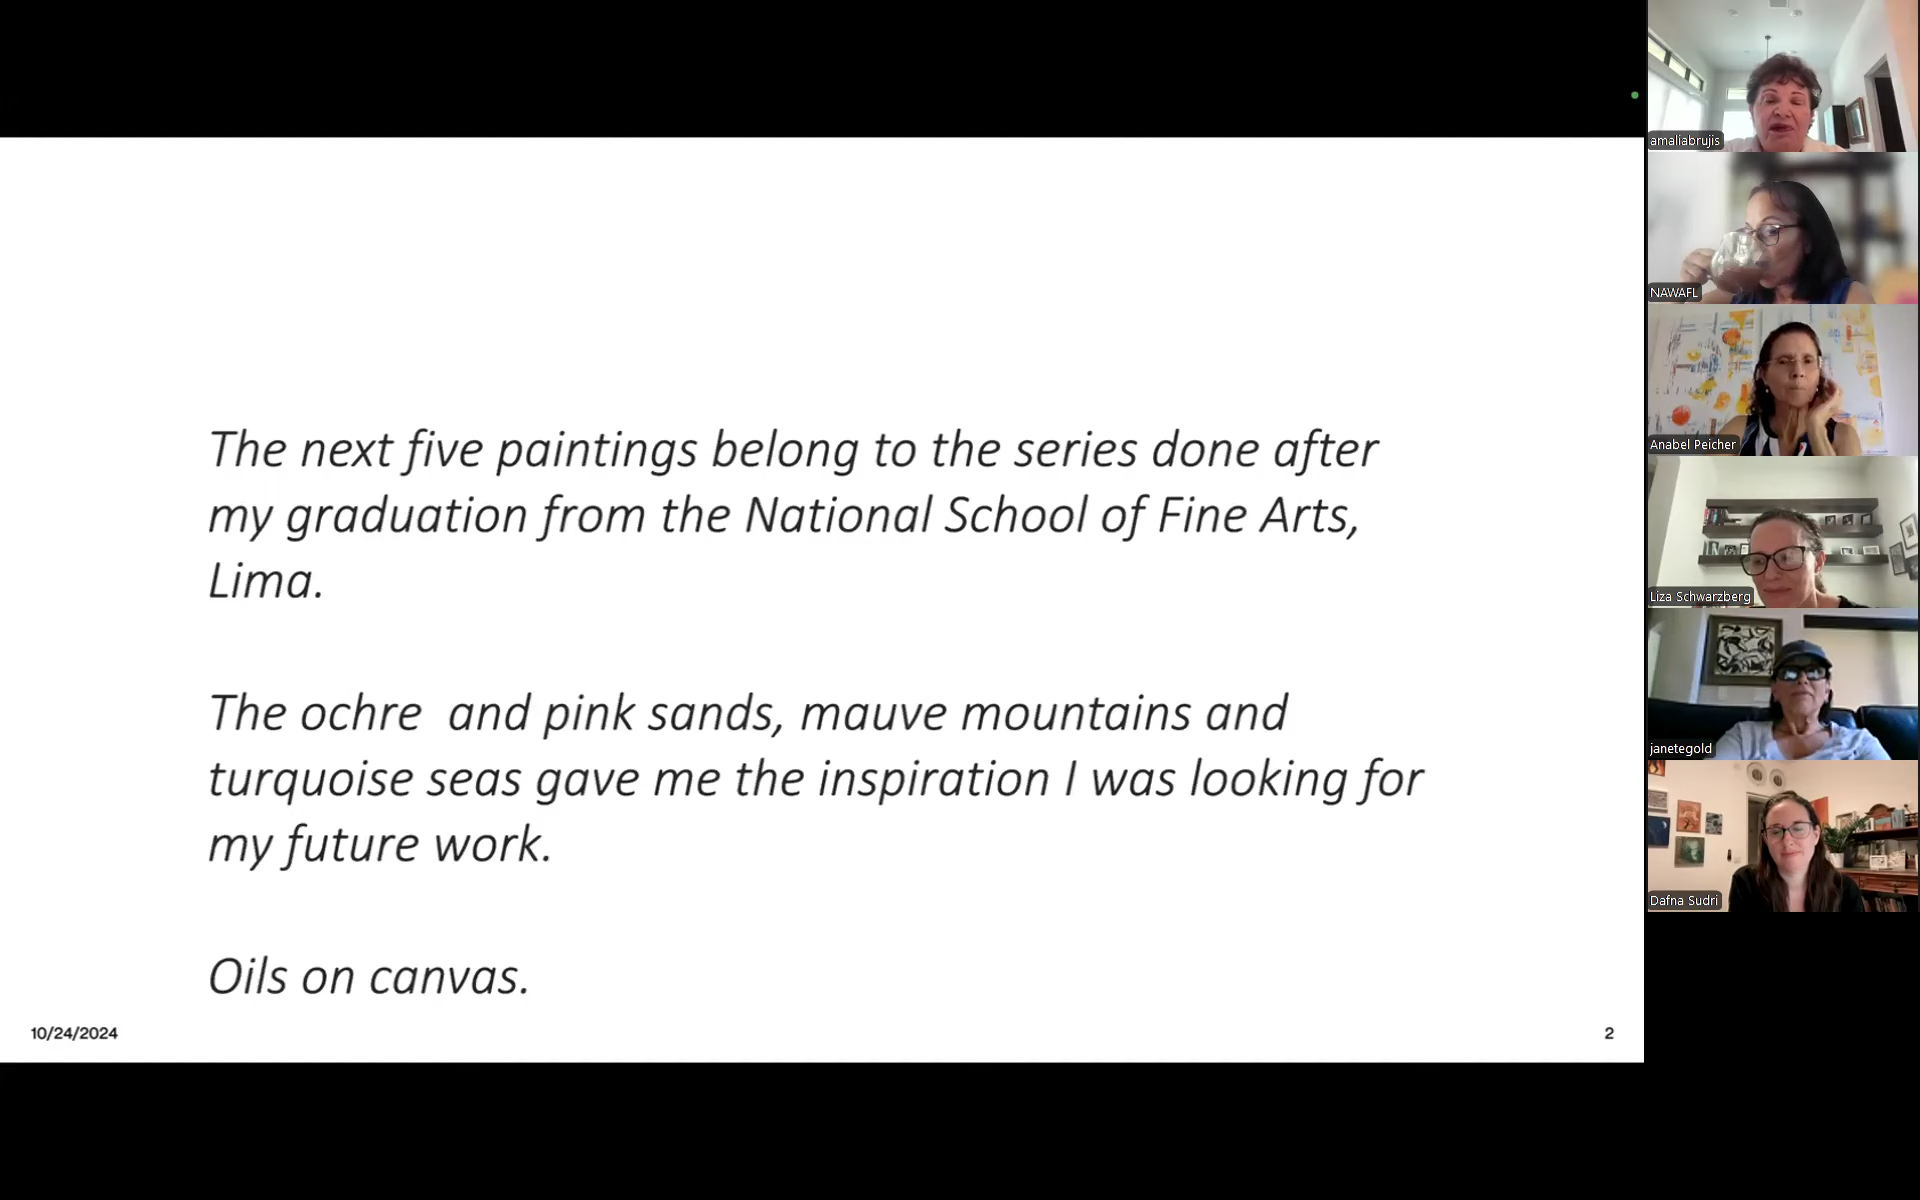 The next five paintings belong to the series done after
my graduation from the National School of Fine Arts,
Lima.
The ochre  and pink sands, mauve mountains and
turquoise seas gave me the inspiration I was looking for
my future work.
Oils on canvas.
10/24/2024
2
amaliabrujis
NAWAFL
Anabel Peicher
Liza Schwarzberg
janetegold
Dafna Sudri